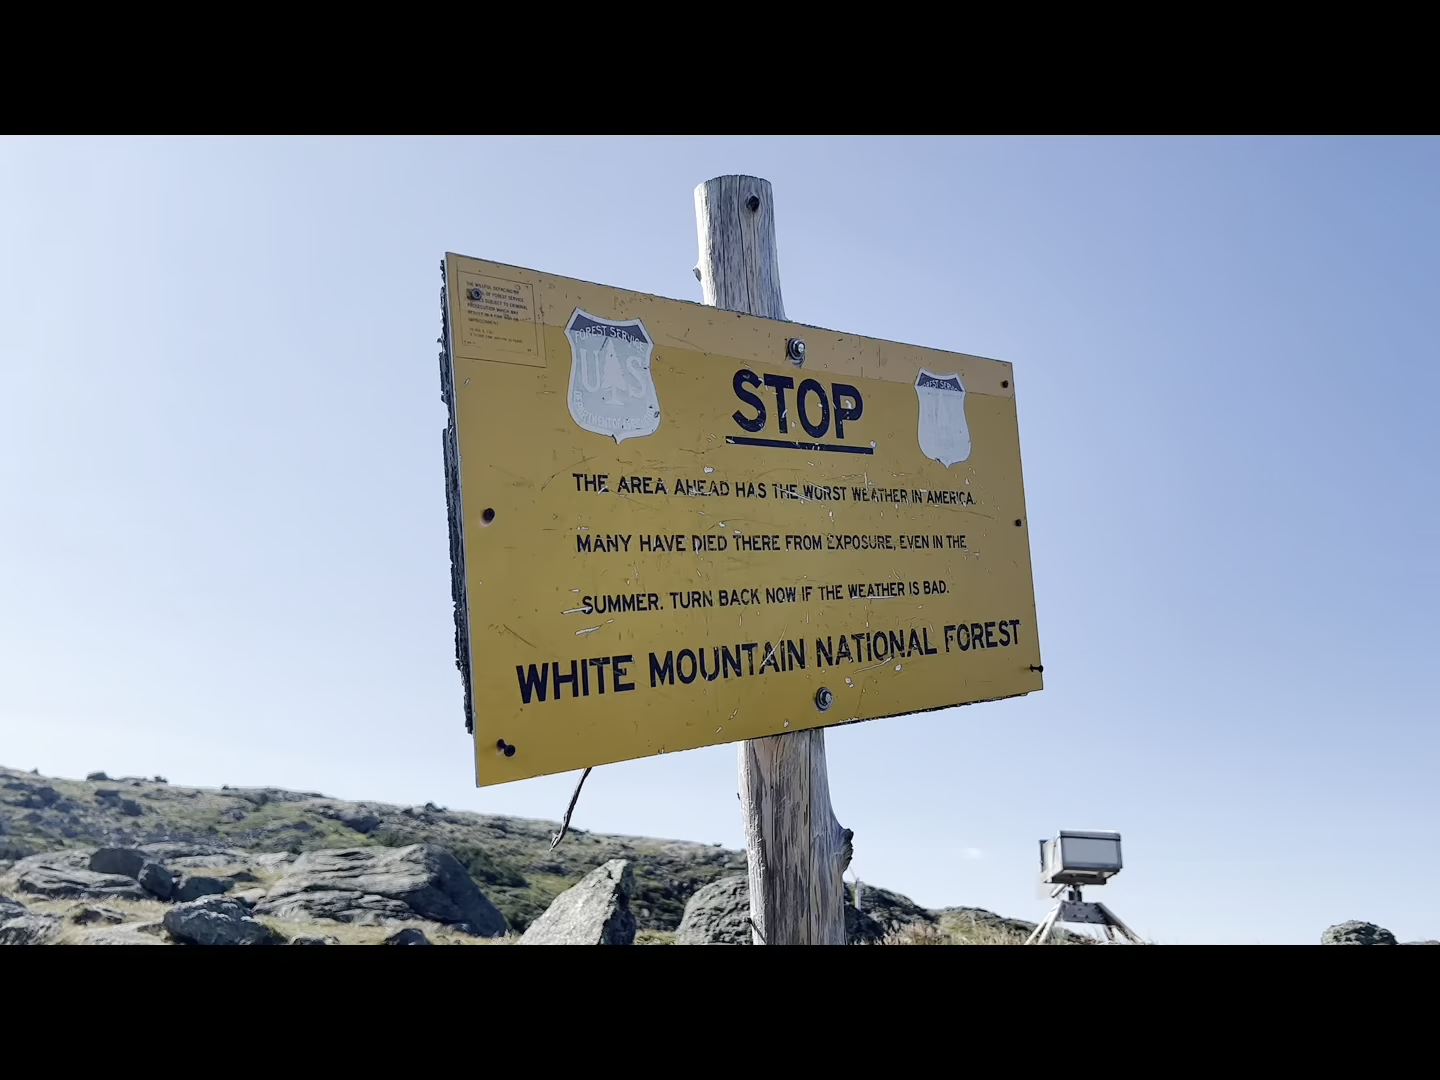 FOREST SERVICE
U S
STOP
FOREST SERVICE
THE AREA AHEAD HAS THE WORST WEATHER IN AMERICA.
MANY HAVE DIED THERE FROM EXPOSURE, EVEN IN THE
SUMMER. TURN BACK NOW IF THE WEATHER IS BAD.
WHITE MOUNTAIN NATIONAL FOREST